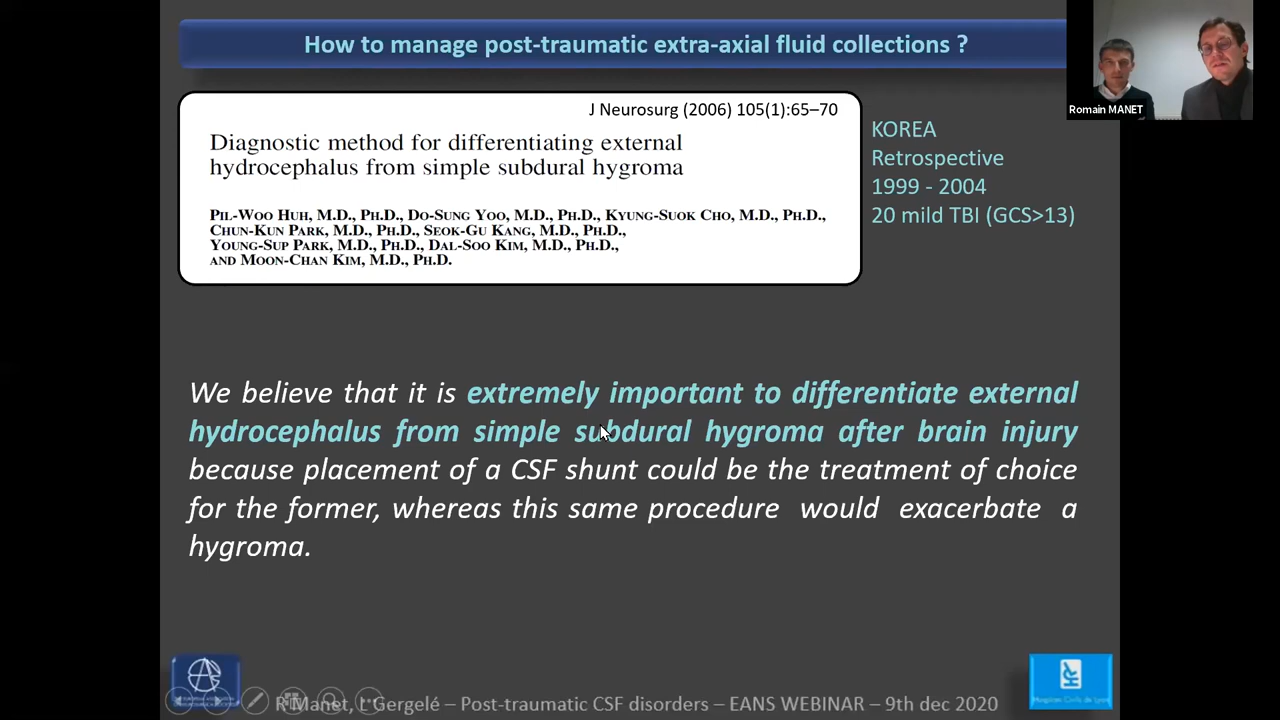 How to manage post-traumatic extra-axial fluid collections ?
Romain MANET
J Neurosurg (2006) 105(1):65–70
Diagnostic method for differentiating external
hydrocephalus from simple subdural hygroma
PIL-WOO HUH, M.D., PH.D., DO-SUNG YOO, M.D., PH.D., KYUNG-SUOK CHO, M.D., PH.D.,
CHUN-KUN PARK, M.D., PH.D., SEOK-GU KANG, M.D., PH.D.,
YOUNG-SUP PARK, M.D., PH.D., DAL-SOO KIM, M.D., PH.D.,
AND MOON-CHAN KIM, M.D., PH.D.
KOREA
Retrospective
1999 - 2004
20 mild TBI (GCS>13)
We believe that it is extremely important to differentiate external
hydrocephalus from simple subdural hygroma after brain injury
because placement of a CSF shunt could be the treatment of choice
for the former, whereas this same procedure would exacerbate a
hygroma.
R Manet, L Gergelé – Post-traumatic CSF disorders – EANS WEBINAR – 9th dec 2020